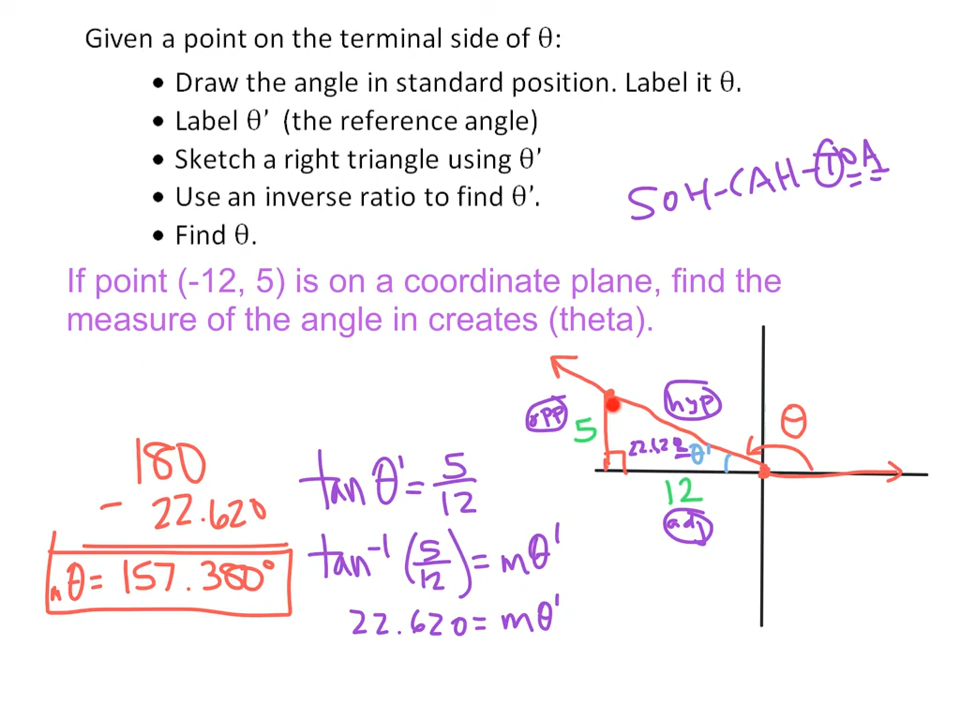 Given a point on the terminal side of θ:
• Draw the angle in standard position. Label it θ.
• Label θ’ (the reference angle)
• Sketch a right triangle using θ’
• Use an inverse ratio to find θ’.
• Find θ.
SOH-CAH-TOA
If point (-12, 5) is on a coordinate plane, find the
measure of the angle in creates (theta).
hyp
opp
θ
5
22.62 θ'
12
adj
180
- 22.620
mθ = 157.380°
tan θ' = 5/12
tan⁻¹ (5/12) = mθ'
22.620 = mθ'